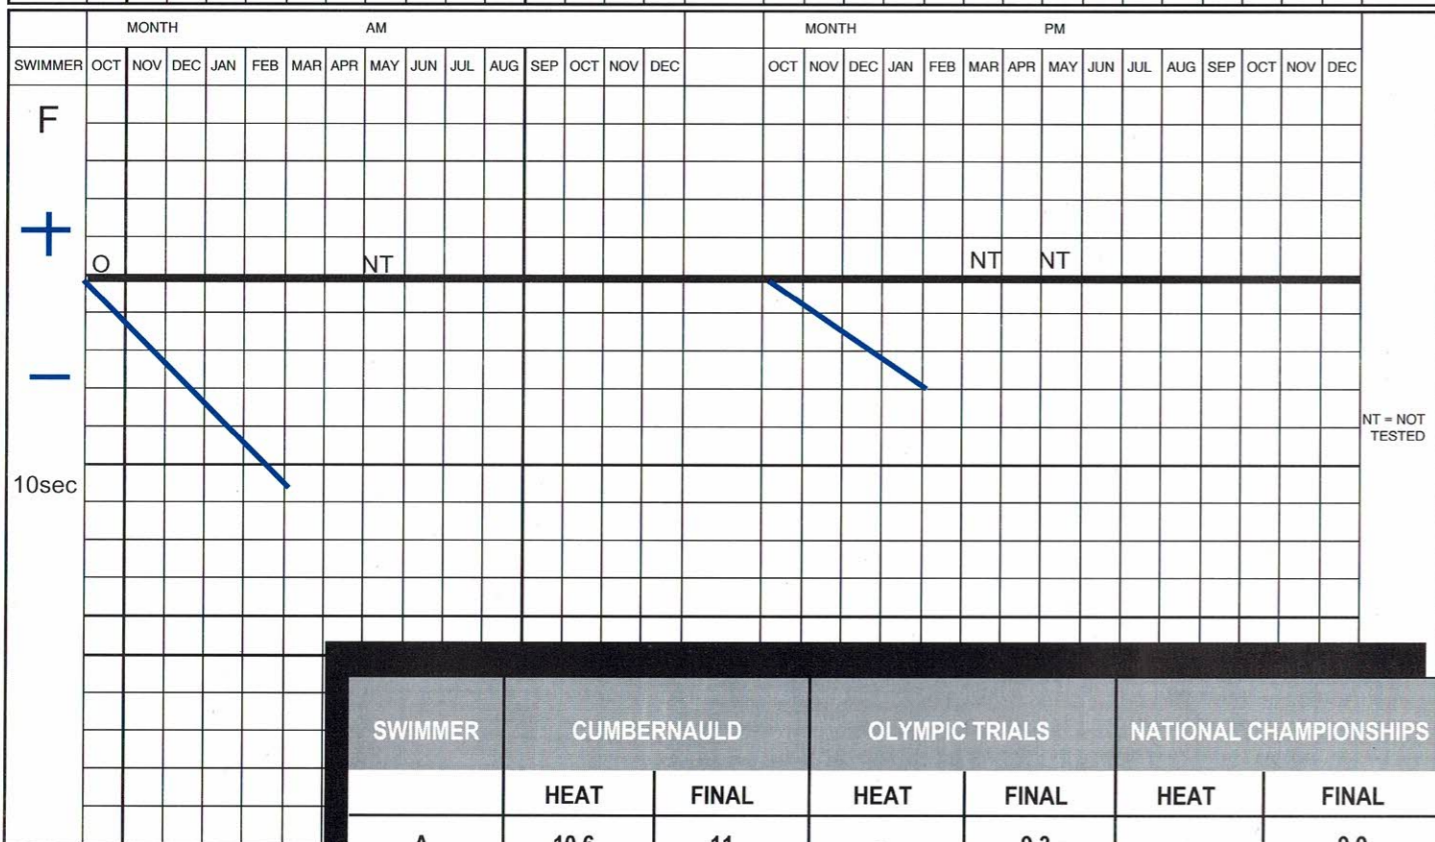 MONTH AM MONTH PM
SWIMMER OCT NOV DEC JAN FEB MAR APR MAY JUN JUL AUG SEP OCT NOV DEC OCT NOV DEC JAN FEB MAR APR MAY JUN JUL AUG SEP OCT NOV DEC
F
+
O NT NT NT
−
NT = NOT
TESTED
10sec
SWIMMER CUMBERNAULD OLYMPIC TRIALS NATIONAL CHAMPIONSHIPS
HEAT FINAL HEAT FINAL HEAT FINAL